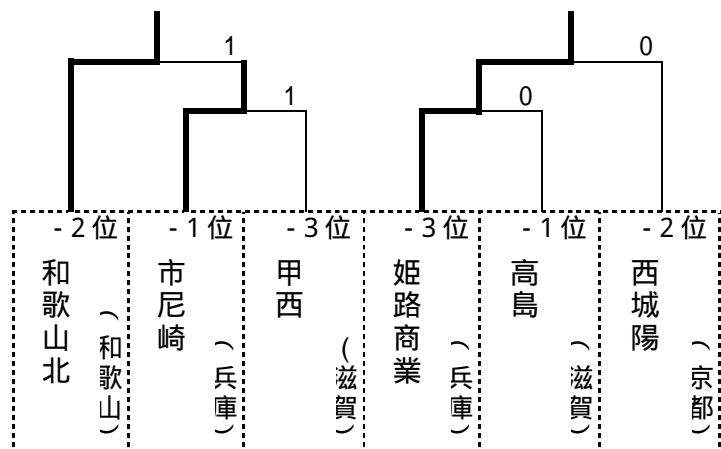 1
0
1
0
-2位
-1位
-3位
-3位
-1位
-2位
和歌山北
(和歌山)
市尼崎
(兵庫)
甲西
(滋賀)
姫路商業
(兵庫)
高島
(滋賀)
西城陽
(京都)